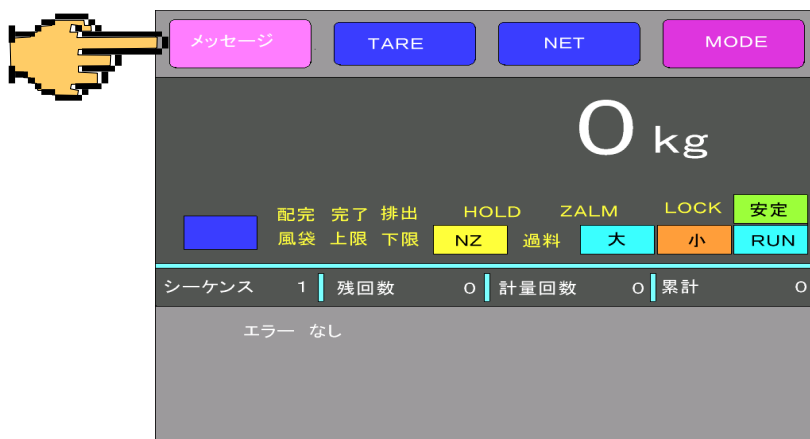 メッセージ TARE NET MODE
0 kg
配完 完了 排出 HOLD ZALM LOCK 安定
風袋 上限 下限 NZ 過料 大 小 RUN
シーケンス 1 残回数 0 計量回数 0 累計 0
エラー なし